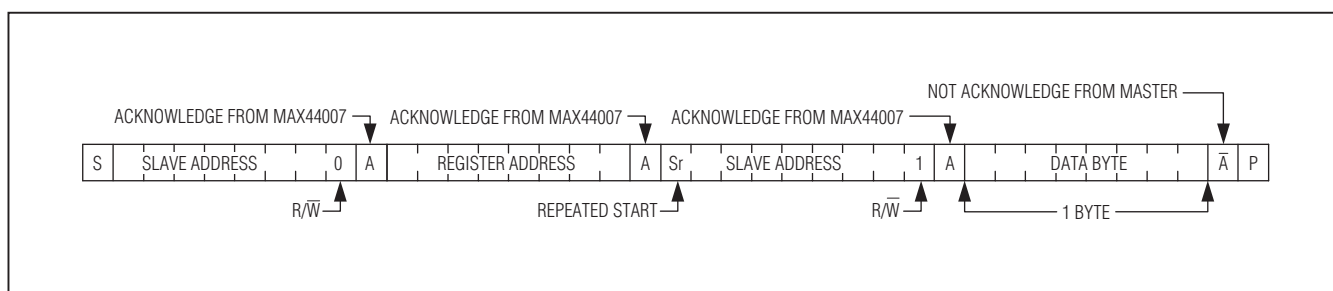 NOT ACKNOWLEDGE FROM MASTER
ACKNOWLEDGE FROM MAX44007 ACKNOWLEDGE FROM MAX44007 ACKNOWLEDGE FROM MAX44007
S SLAVE ADDRESS 0 A REGISTER ADDRESS A Sr SLAVE ADDRESS 1 A DATA BYTE A̅ P
R/W̅ REPEATED START R/W̅ 1 BYTE